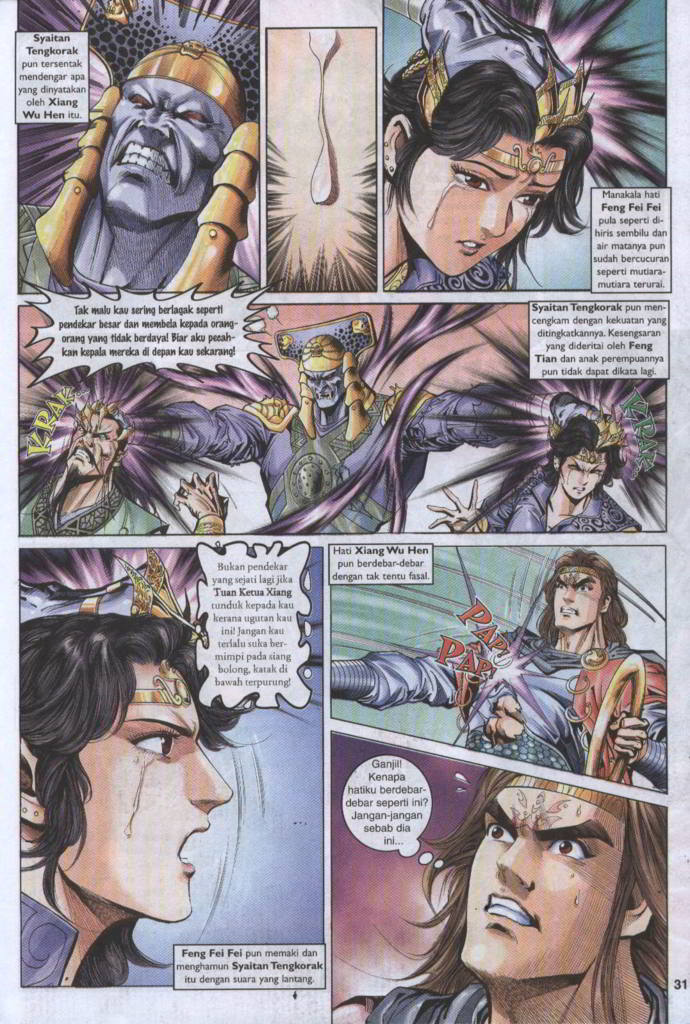 Syaitan
Tengkorak
pun tersentak
mendengar apa
yang dinyatakan
oleh Xiang
Wu Hen itu.
Manakala hati
Feng Fei Fei
pula seperti di-
hiris sembilu dan
air matanya pun
sudah bercucuran
seperti mutiara-
mutiara terurai.
Tak malu kau sering berlagak seperti
pendekar besar dan membela kepada orang-
orang yang tidak berdaya! Biar aku pecah-
kan kepala mereka di depan kau sekarang!
Syaitan Tengkorak pun men-
cengkam dengan kekuatan yang
ditingkatkannya. Kesengsaran
yang dideritai oleh Feng
Tian dan anak perempuannya
pun tidak dapat dikata lagi.
KRAK
KRAK
Bukan pendekar
yang sejati lagi jika
Tuan Ketua Xiang
tunduk kepada kau
kerana ugutan kau
ini! Jangan kau
terlalu suka ber-
mimpi pada siang
bolong, katak di
bawah terpurung!
Feng Fei Fei pun memaki dan
menghamun Syaitan Tengkorak
itu dengan suara yang lantang.
Hati Xiang Wu Hen
pun berdebar-debar
dengan tak tentu fasal.
PAP
PAP!
Ganjil!
Kenapa
hatiku berdebar-
debar seperti ini?
Jangan-jangan
sebab dia
ini...
31